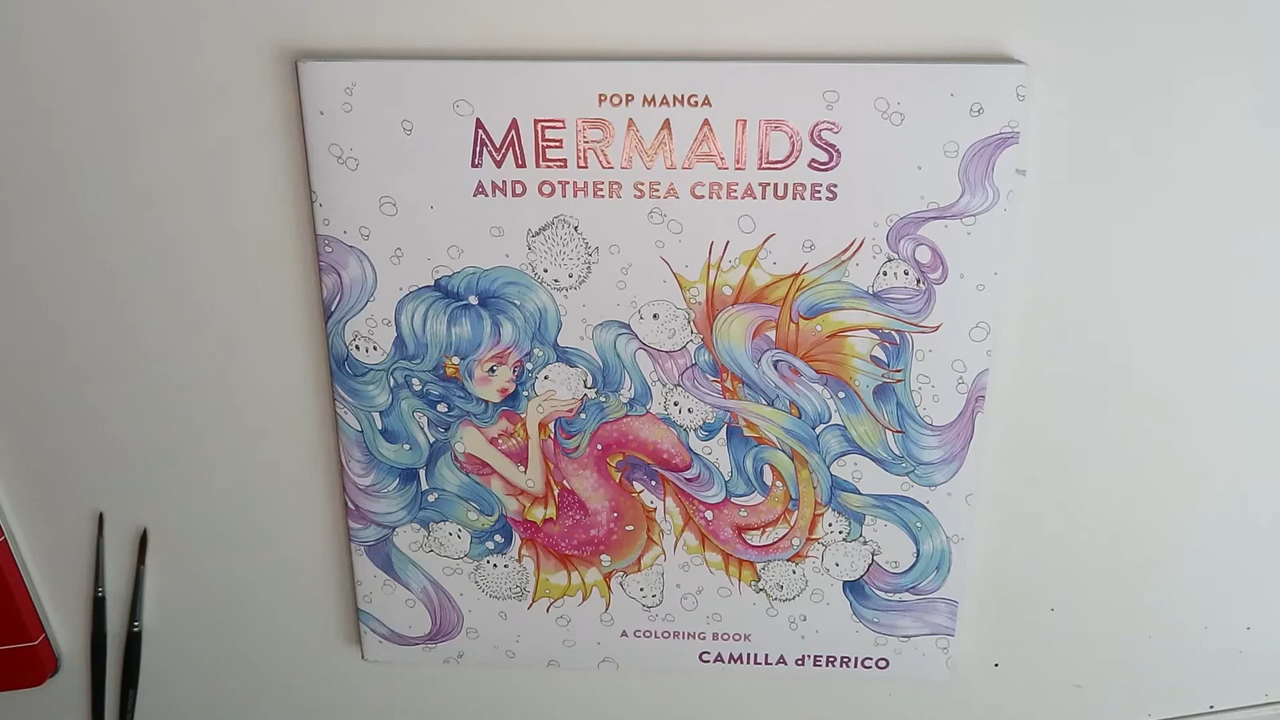 POP MANGA
MERMAIDS
AND OTHER SEA CREATURES
A COLORING BOOK
CAMILLA d'ERRICO